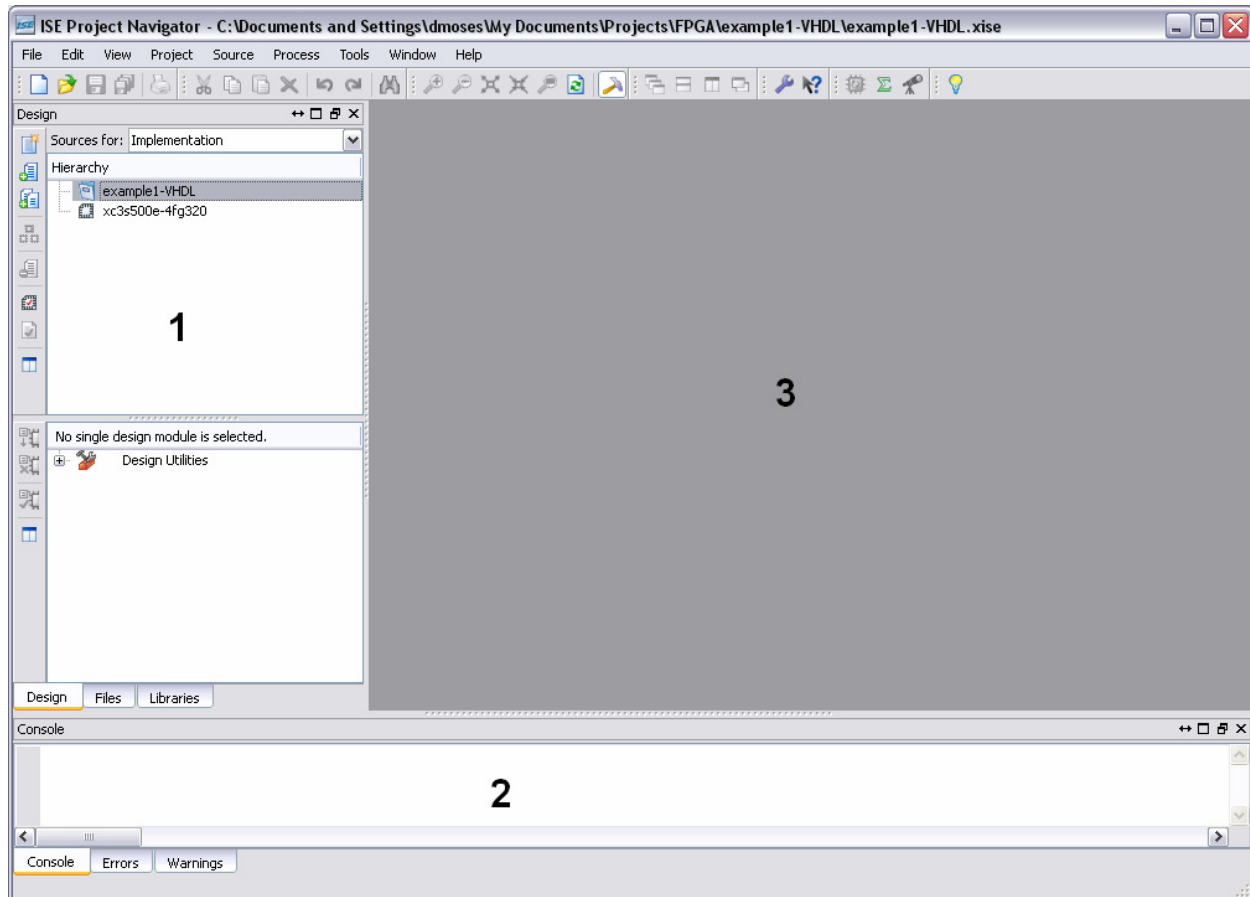 ISE Project Navigator - C:\Documents and Settings\dmoses\My Documents\Projects\FPGA\example1-VHDL\example1-VHDL.xise
File Edit View Project Source Process Tools Window Help
Design
Sources for: Implementation
Hierarchy
example1-VHDL
xc3s500e-4fg320
1
3
No single design module is selected.
Design Utilities
Design Files Libraries
Console
2
Console Errors Warnings